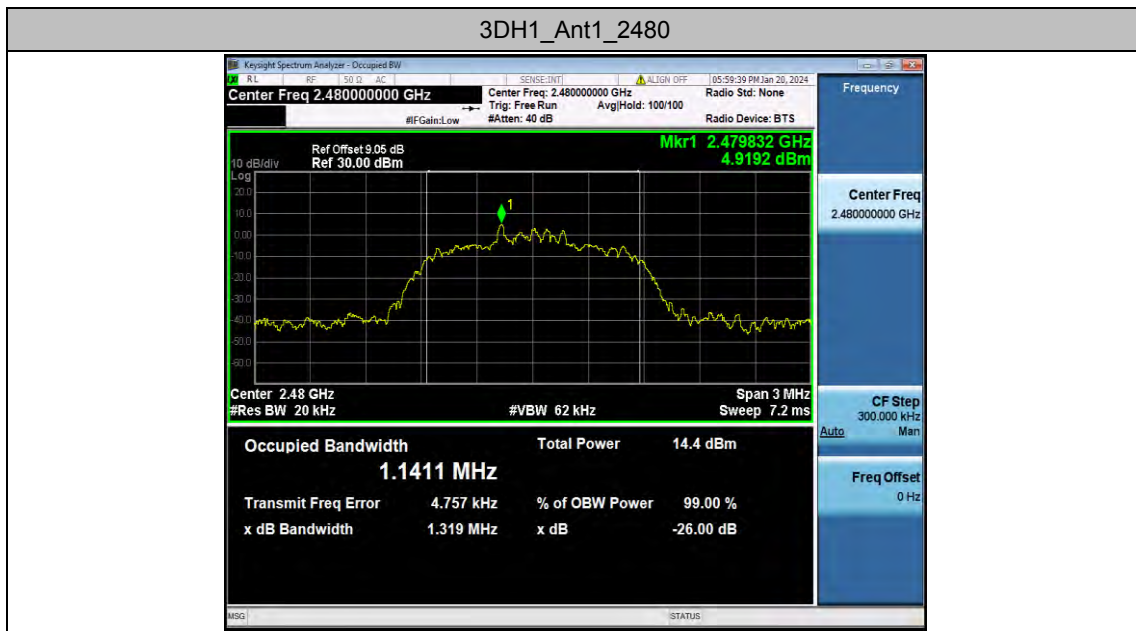 3DH1_Ant1_2480
Keysight Spectrum Analyzer - Occupied BW
RL RF 50 Ω AC SENSE:INT ALIGN OFF 05:59:39 PM Jan 20, 2024
Center Freq 2.480000000 GHz
Center Freq: 2.480000000 GHz Radio Std: None
Trig: Free Run Avg|Hold: 100/100
#IFGain:Low #Atten: 40 dB Radio Device: BTS
Frequency
Mkr1 2.479832 GHz
4.9192 dBm
Ref Offset 9.05 dB
10 dB/div Ref 30.00 dBm
Log
20.0
10.0
0.00
-10.0
-20.0
-30.0
-40.0
-50.0
-60.0
1
Center 2.48 GHz Span 3 MHz
#Res BW 20 kHz #VBW 62 kHz Sweep 7.2 ms
Center Freq
2.480000000 GHz
CF Step
300.000 kHz
Auto Man
Freq Offset
0 Hz
Occupied Bandwidth Total Power 14.4 dBm
1.1411 MHz
Transmit Freq Error 4.757 kHz % of OBW Power 99.00 %
x dB Bandwidth 1.319 MHz x dB -26.00 dB
MSG STATUS